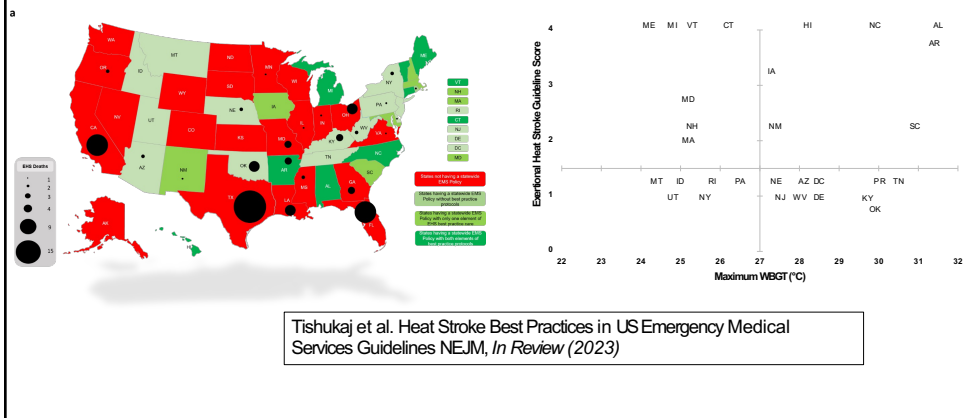 a
WA
OR
CA
NV
ID
MT
WY
UT
CO
AZ
NM
ND
SD
NE
KS
OK
TX
MN
IA
MO
AR
LA
WI
IL
IN
MI
OH
KY
TN
MS
AL
GA
FL
SC
NC
VA
WV
PA
NY
ME
AK
HI
VT
NH
MA
RI
CT
NJ
DE
DC
MD
EHS Deaths
1
2
3
4
9
15
States not having a statewide
EMS Policy
States having a statewide EMS
Policy without best practice
protocols
States having a statewide EMS
Policy with only one element of
EHS best practice care
States having a statewide EMS
Policy with both elements of
best practice protocols
Exertional Heat Stroke Guideline Score
4
3
2
1
0
ME MI VT CT HI NC AL
AR
IA
MD
NH NM SC
MA
MT ID RI RI NE AZ DC PR TN
UT NY NJ WV DE KY
OK
22 23 24 25 26 27 28 29 30 31 32
Maximum WBGT (°C)
Tishukaj et al. Heat Stroke Best Practices in US Emergency Medical
Services Guidelines NEJM, In Review (2023)